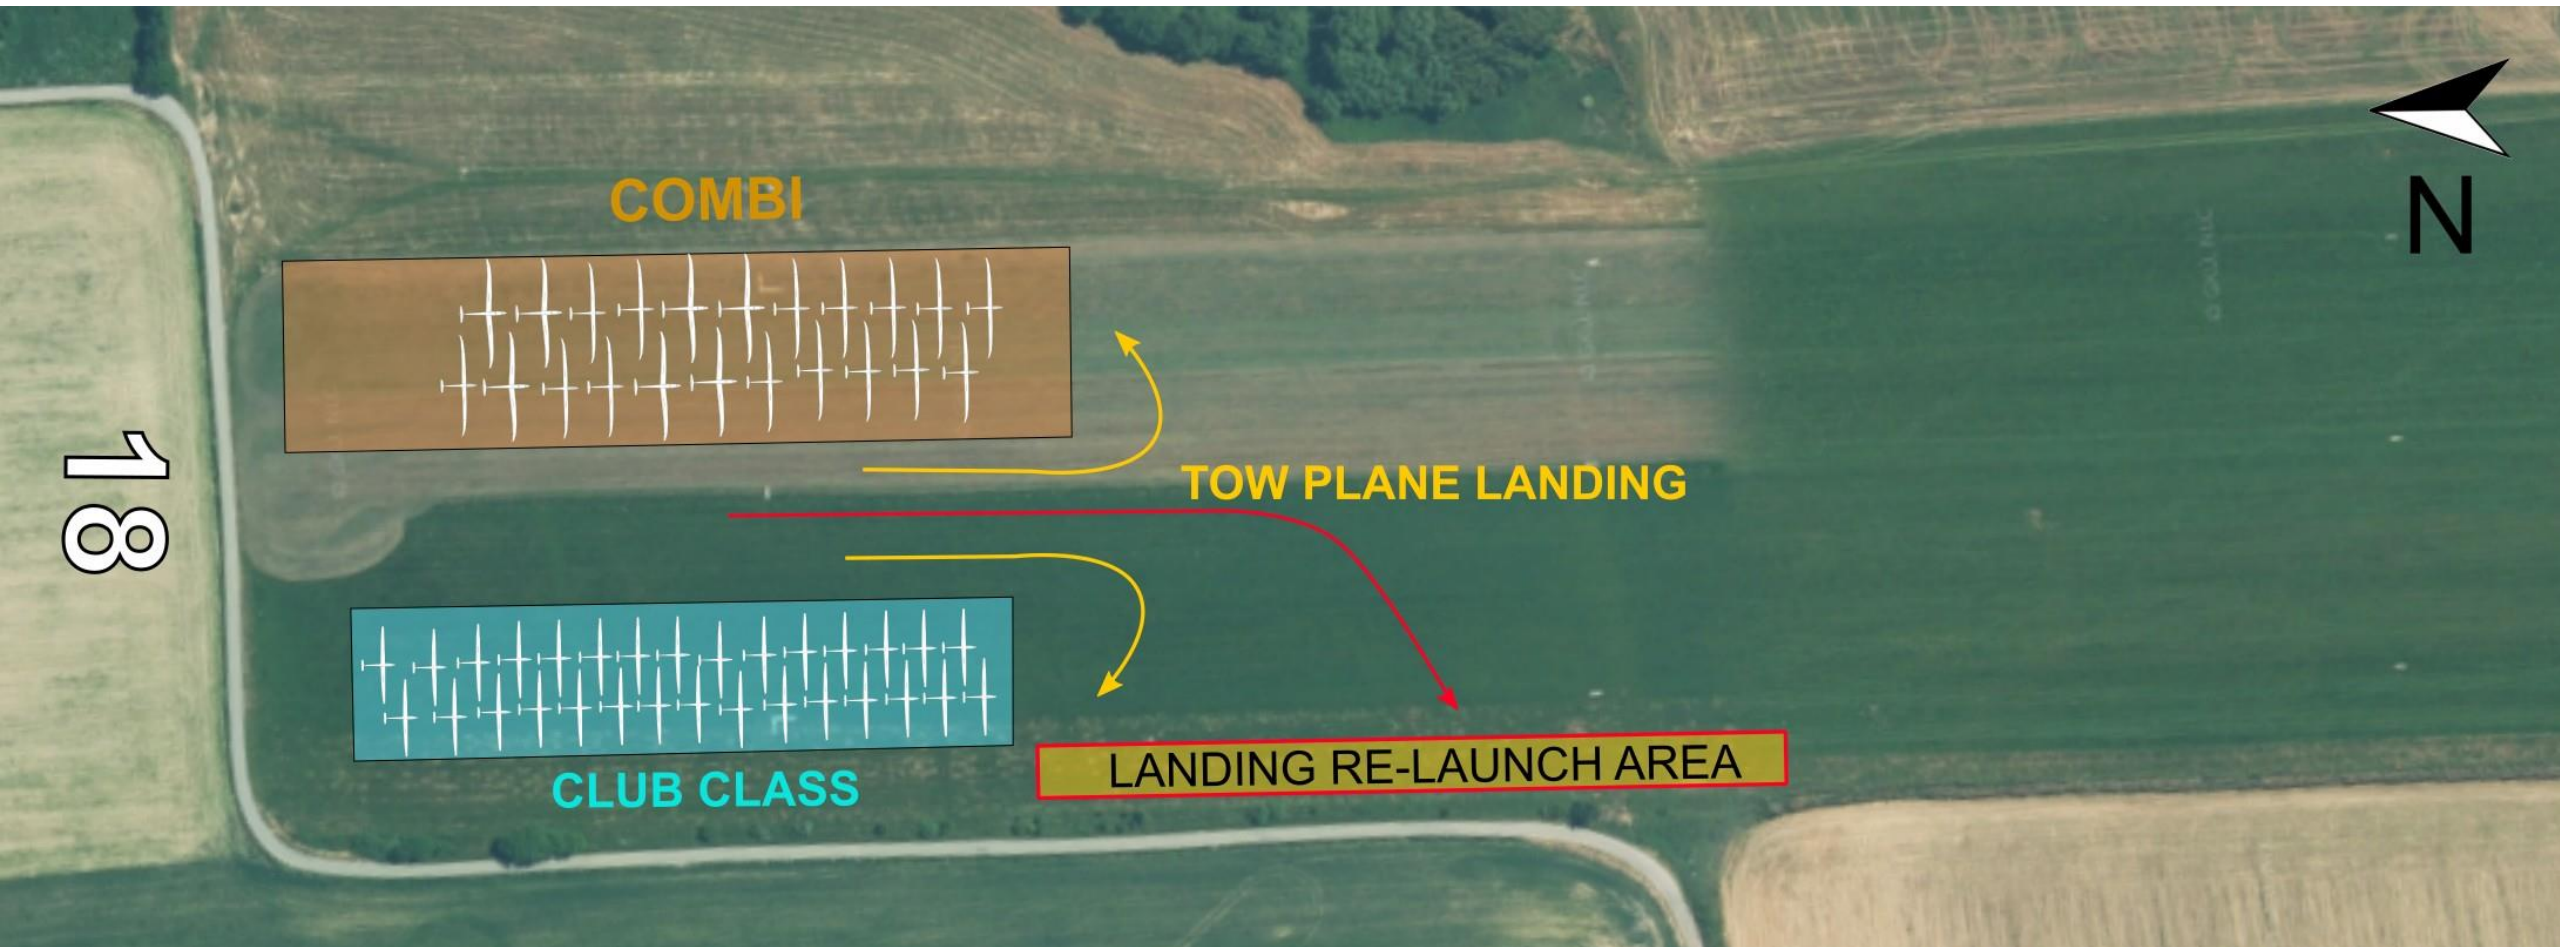 COMBI
N
18
TOW PLANE LANDING
LANDING RE-LAUNCH AREA
CLUB CLASS